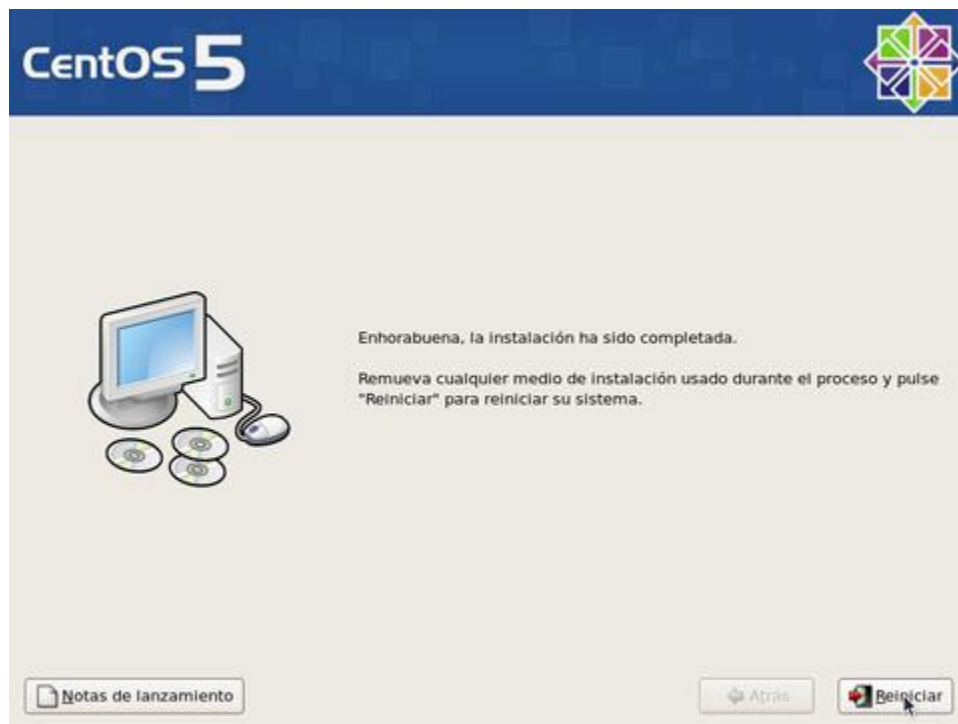 CentOS 5
Enhorabuena, la instalación ha sido completada.
Remueva cualquier medio de instalación usado durante el proceso y pulse
"Reiniciar" para reiniciar su sistema.
Notas de lanzamiento
Atrás
Reiniciar